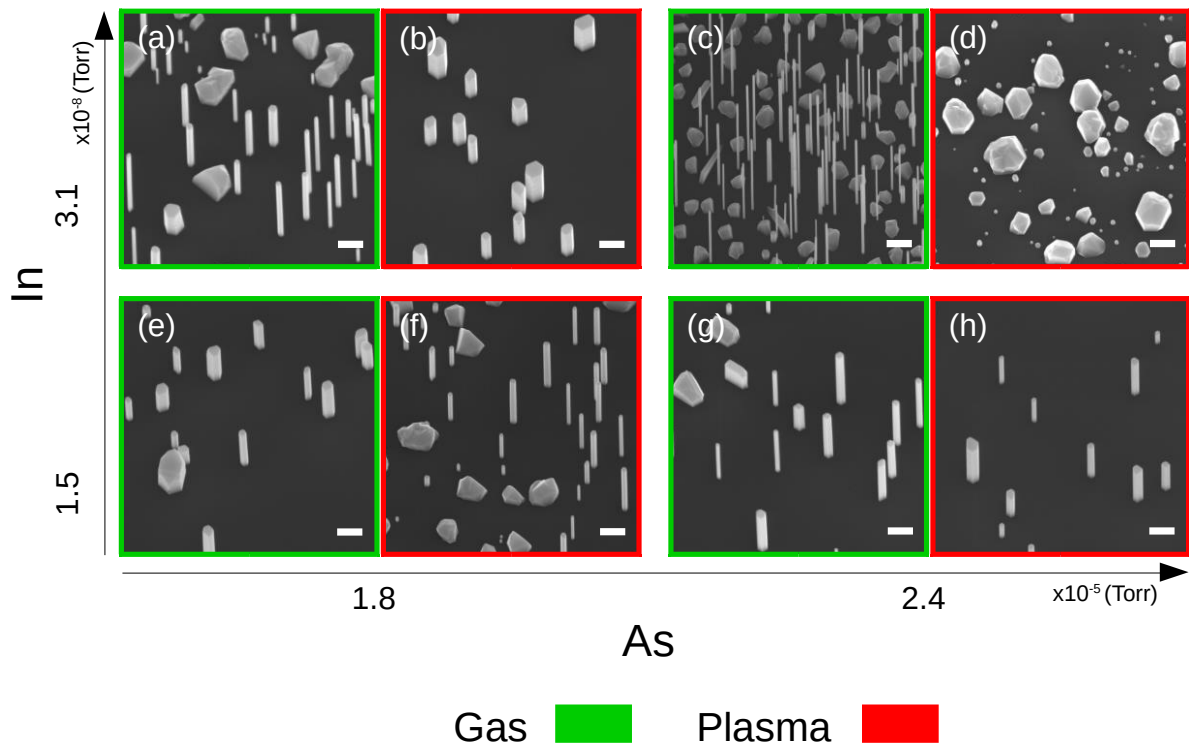 (a)
(b)
(c)
(d)
x10⁻⁸ (Torr)
3.1
In
(e)
(f)
(g)
(h)
1.5
1.8
2.4
x10⁻⁵ (Torr)
As
Gas
Plasma